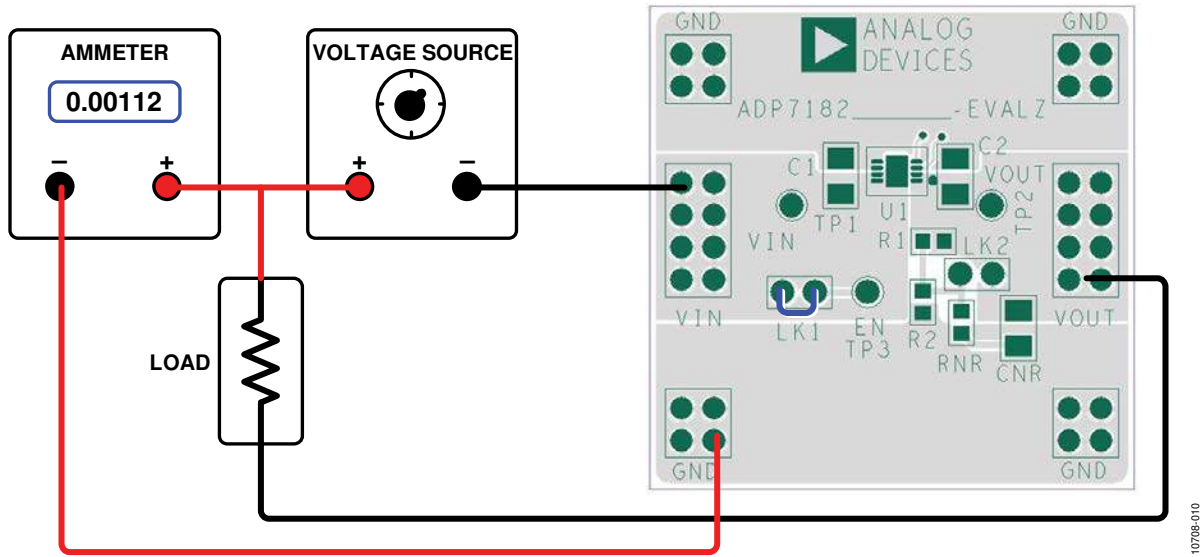 AMMETER
0.00112
– +
VOLTAGE SOURCE
+ –
LOAD
GND
ANALOG
DEVICES
GND
ADP7182______-EVALZ
C1
C2
VOUT
TP2
U1
TP1
VIN
R1
LK2
VIN
LK1
EN
TP3
R2
RNR
CNR
VOUT
GND
GND
10708-010